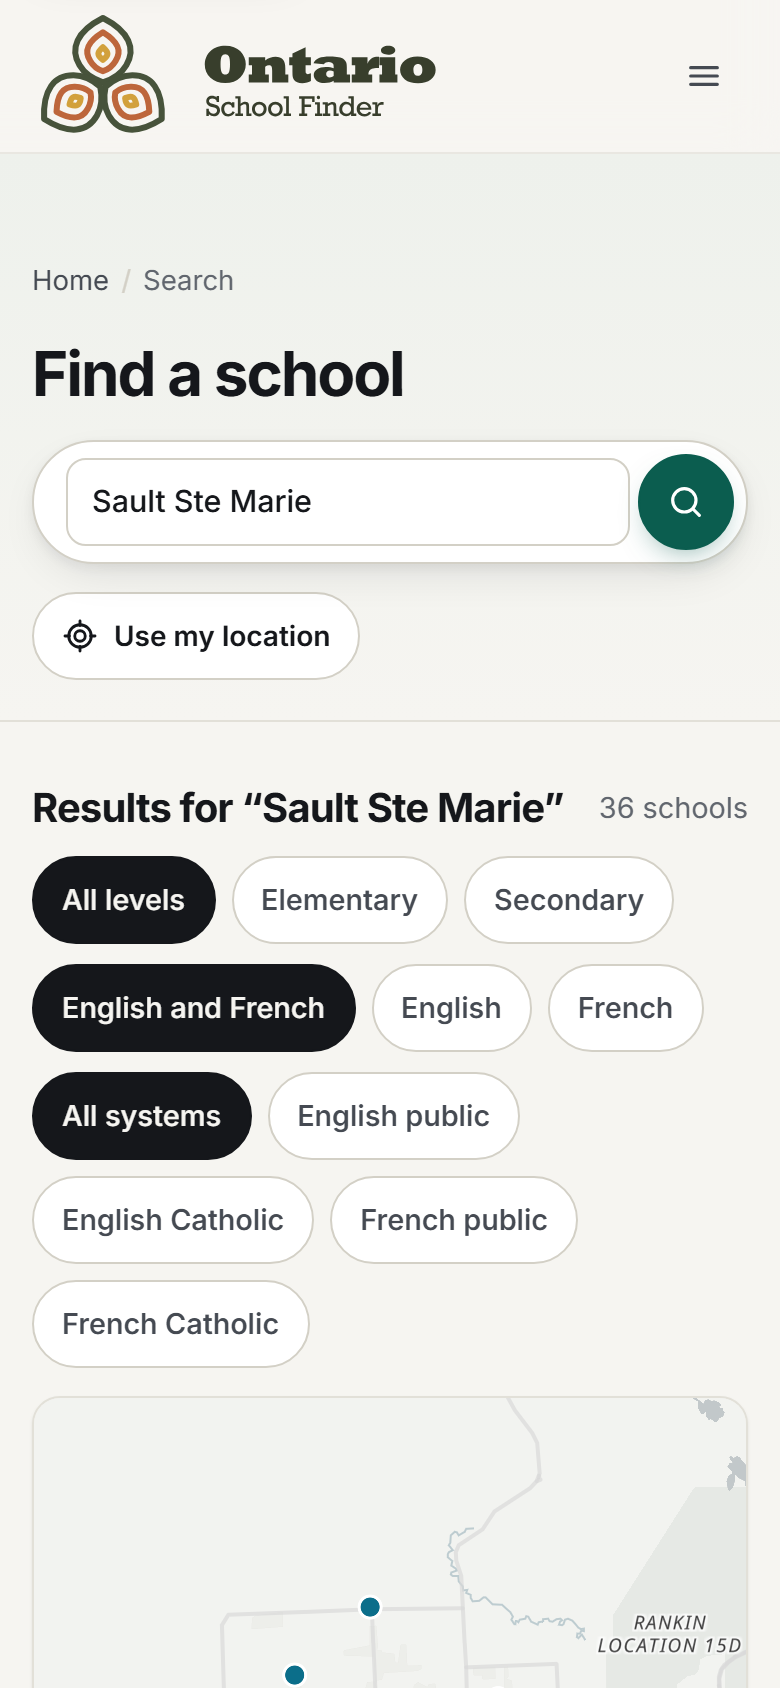 Ontario
School Finder
Home / Search
Find a school
Sault Ste Marie
Use my location
Results for “Sault Ste Marie” 36 schools
All levels Elementary Secondary
English and French English French
All systems English public
English Catholic French public
French Catholic
RANKIN
LOCATION 15D